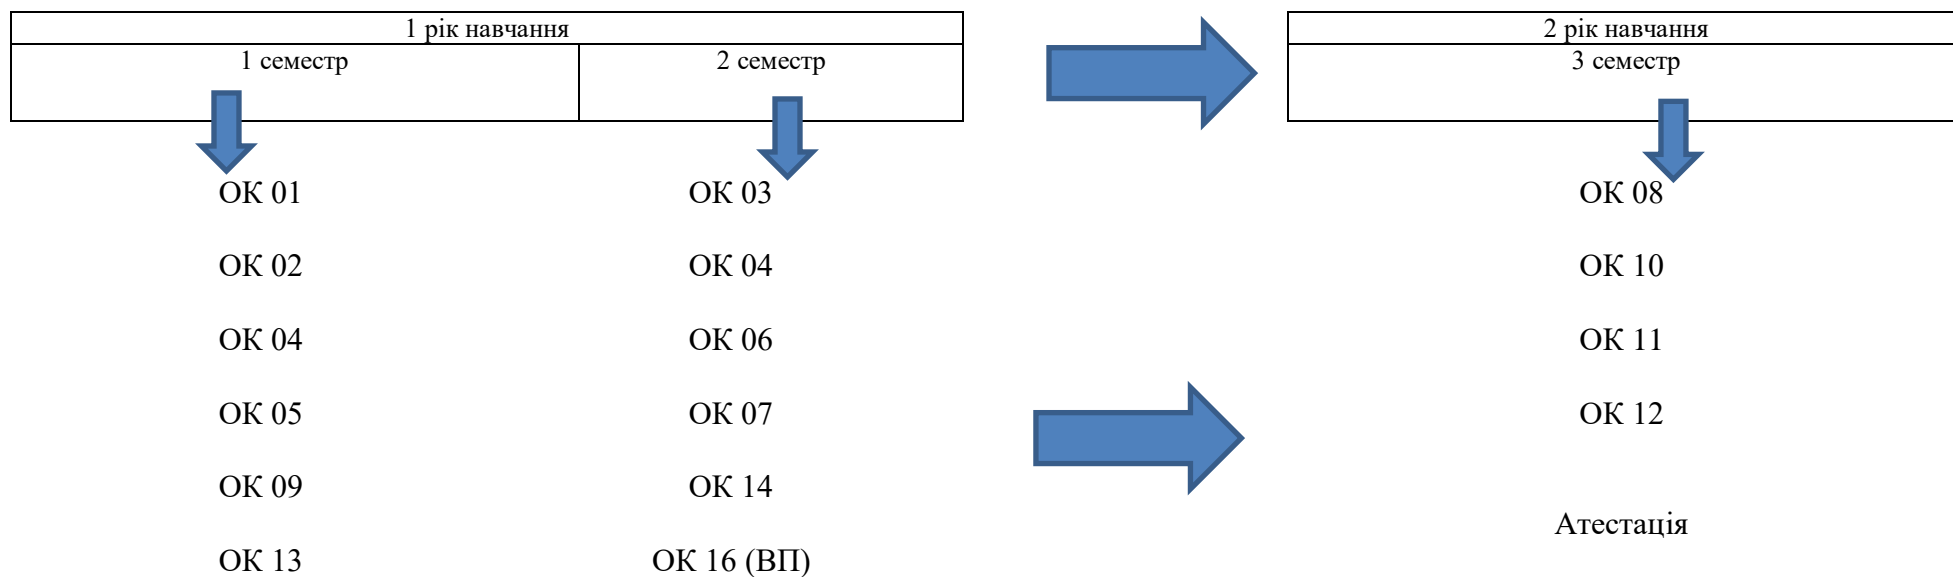 1 рік навчання
2 рік навчання
1 семестр
2 семестр
3 семестр
ОК 01
ОК 03
ОК 08
ОК 02
ОК 04
ОК 10
ОК 04
ОК 06
ОК 11
ОК 05
ОК 07
ОК 12
ОК 09
ОК 14
Атестація
ОК 13
ОК 16 (ВП)